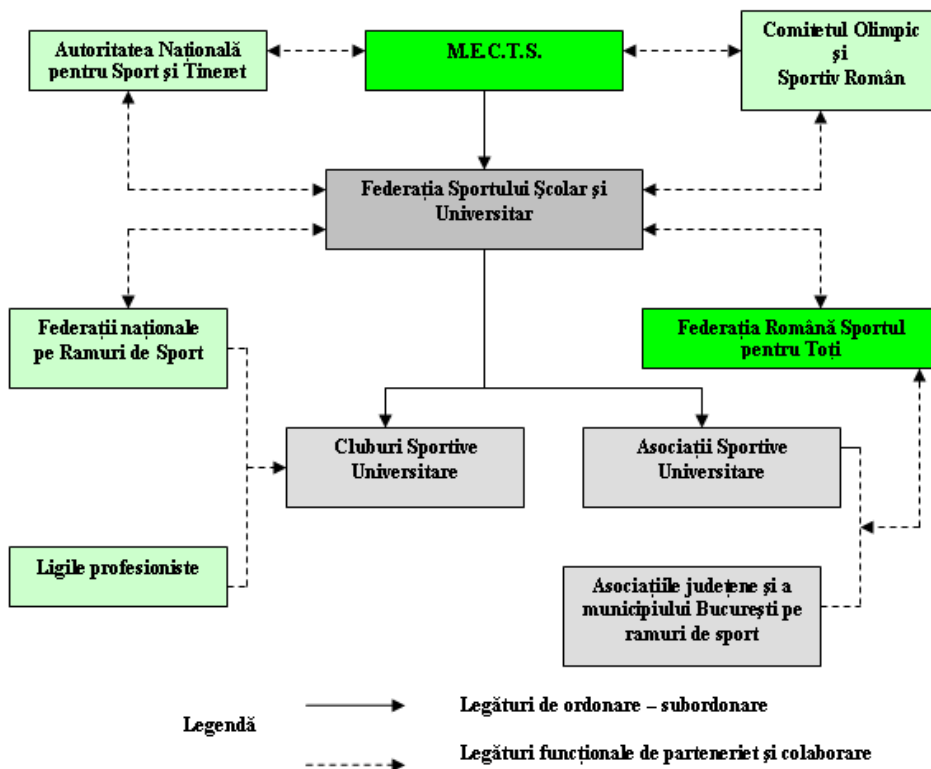 Autoritatea Națională
pentru Sport și Tineret
M.E.C.T.S.
Comitetul Olimpic
și
Sportiv Român
Federația Sportului Școlar și
Universitar
Federații naționale
pe Ramuri de Sport
Federația Română Sportul
pentru Toți
Cluburi Sportive
Universitare
Asociații Sportive
Universitare
Ligile profesioniste
Asociațiile județene și a
municipiului București pe
ramuri de sport
Legendă
Legături de ordonare – subordonare
Legături funcționale de parteneriet și colaborare